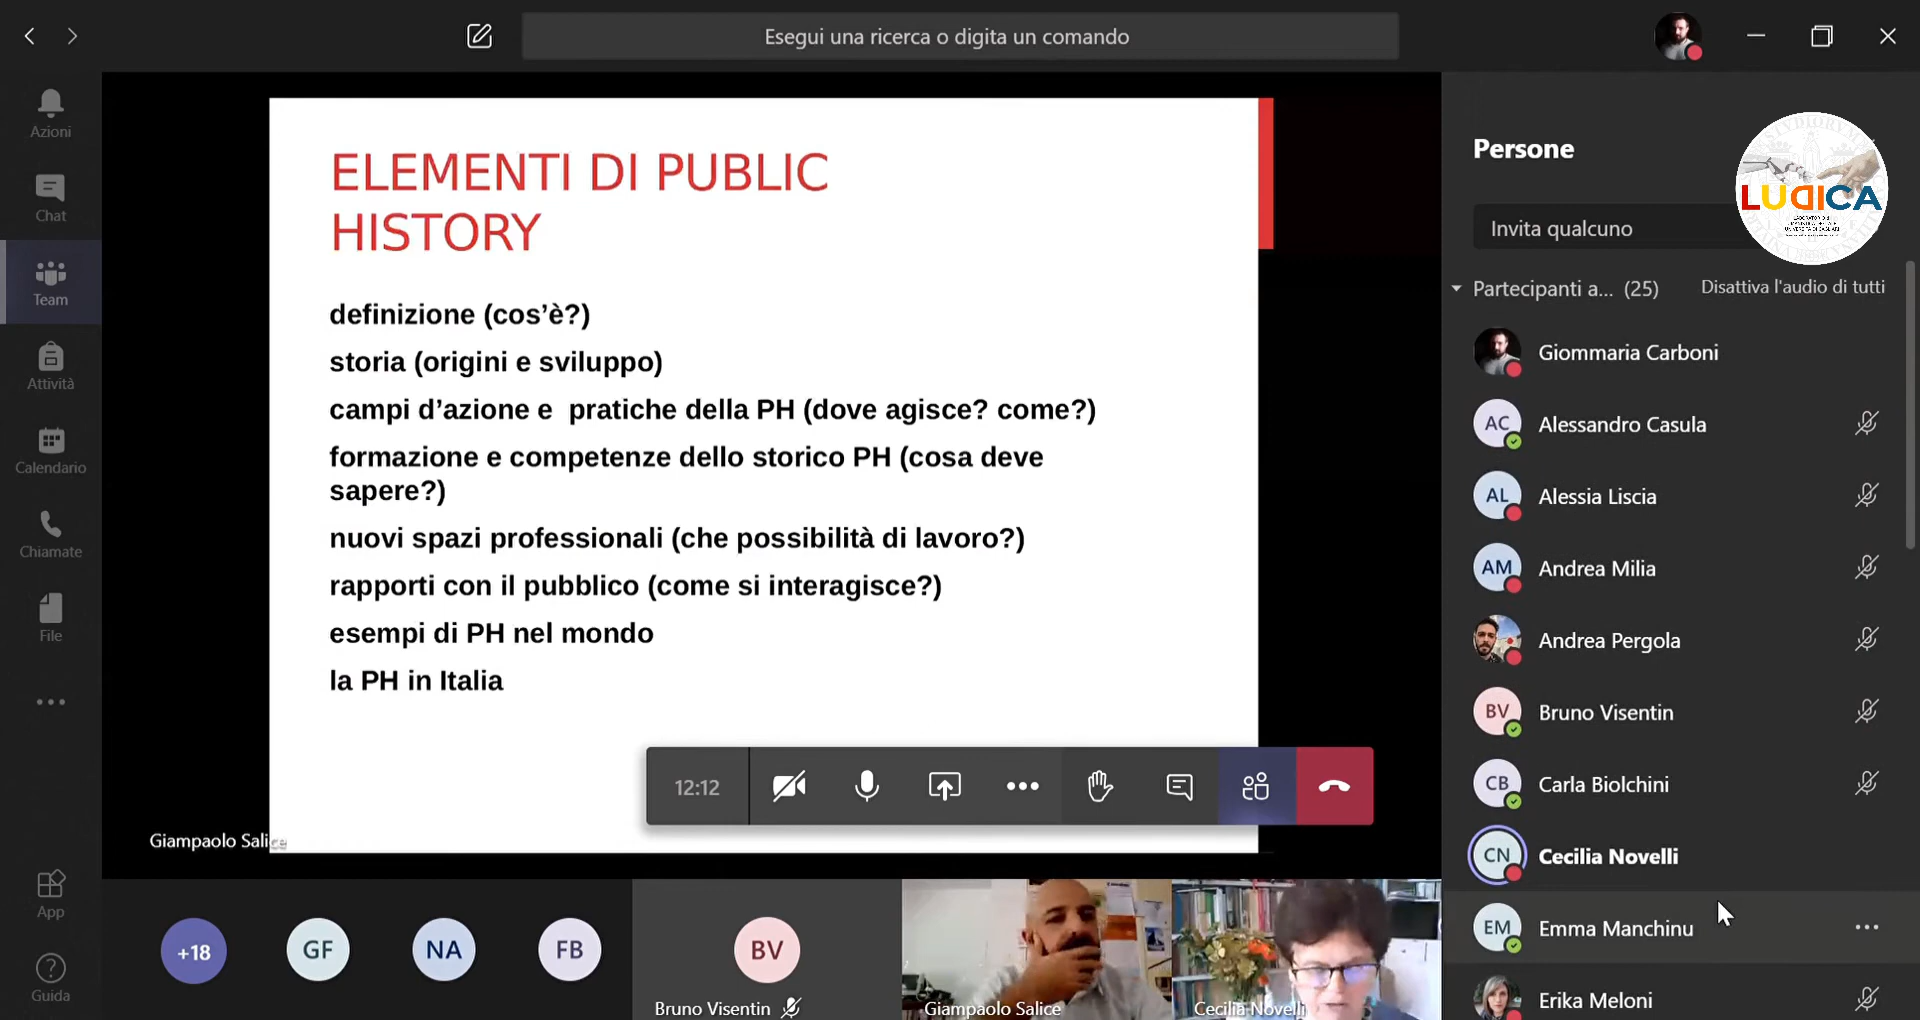 Esegui una ricerca o digita un comando
Azioni
Chat
Team
Attività
Calendario
Chiamate
File
App
Guida
ELEMENTI DI PUBLIC
HISTORY
definizione (cos’è?)
storia (origini e sviluppo)
campi d’azione e  pratiche della PH (dove agisce? come?)
formazione e competenze dello storico PH (cosa deve
sapere?)
nuovi spazi professionali (che possibilità di lavoro?)
rapporti con il pubblico (come si interagisce?)
esempi di PH nel mondo
la PH in Italia
12:12
Giampaolo Salice
+18
GF
NA
FB
BV
Bruno Visentin
Giampaolo Salice
Cecilia Novelli
Persone
LUDICA
UNIVERSITÀ DI CAGLIARI
Invita qualcuno
Partecipanti a... (25)
Disattiva l'audio di tutti
Giommaria Carboni
AC Alessandro Casula
AL Alessia Liscia
AM Andrea Milia
Andrea Pergola
BV Bruno Visentin
CB Carla Biolchini
CN Cecilia Novelli
EM Emma Manchinu
Erika Meloni